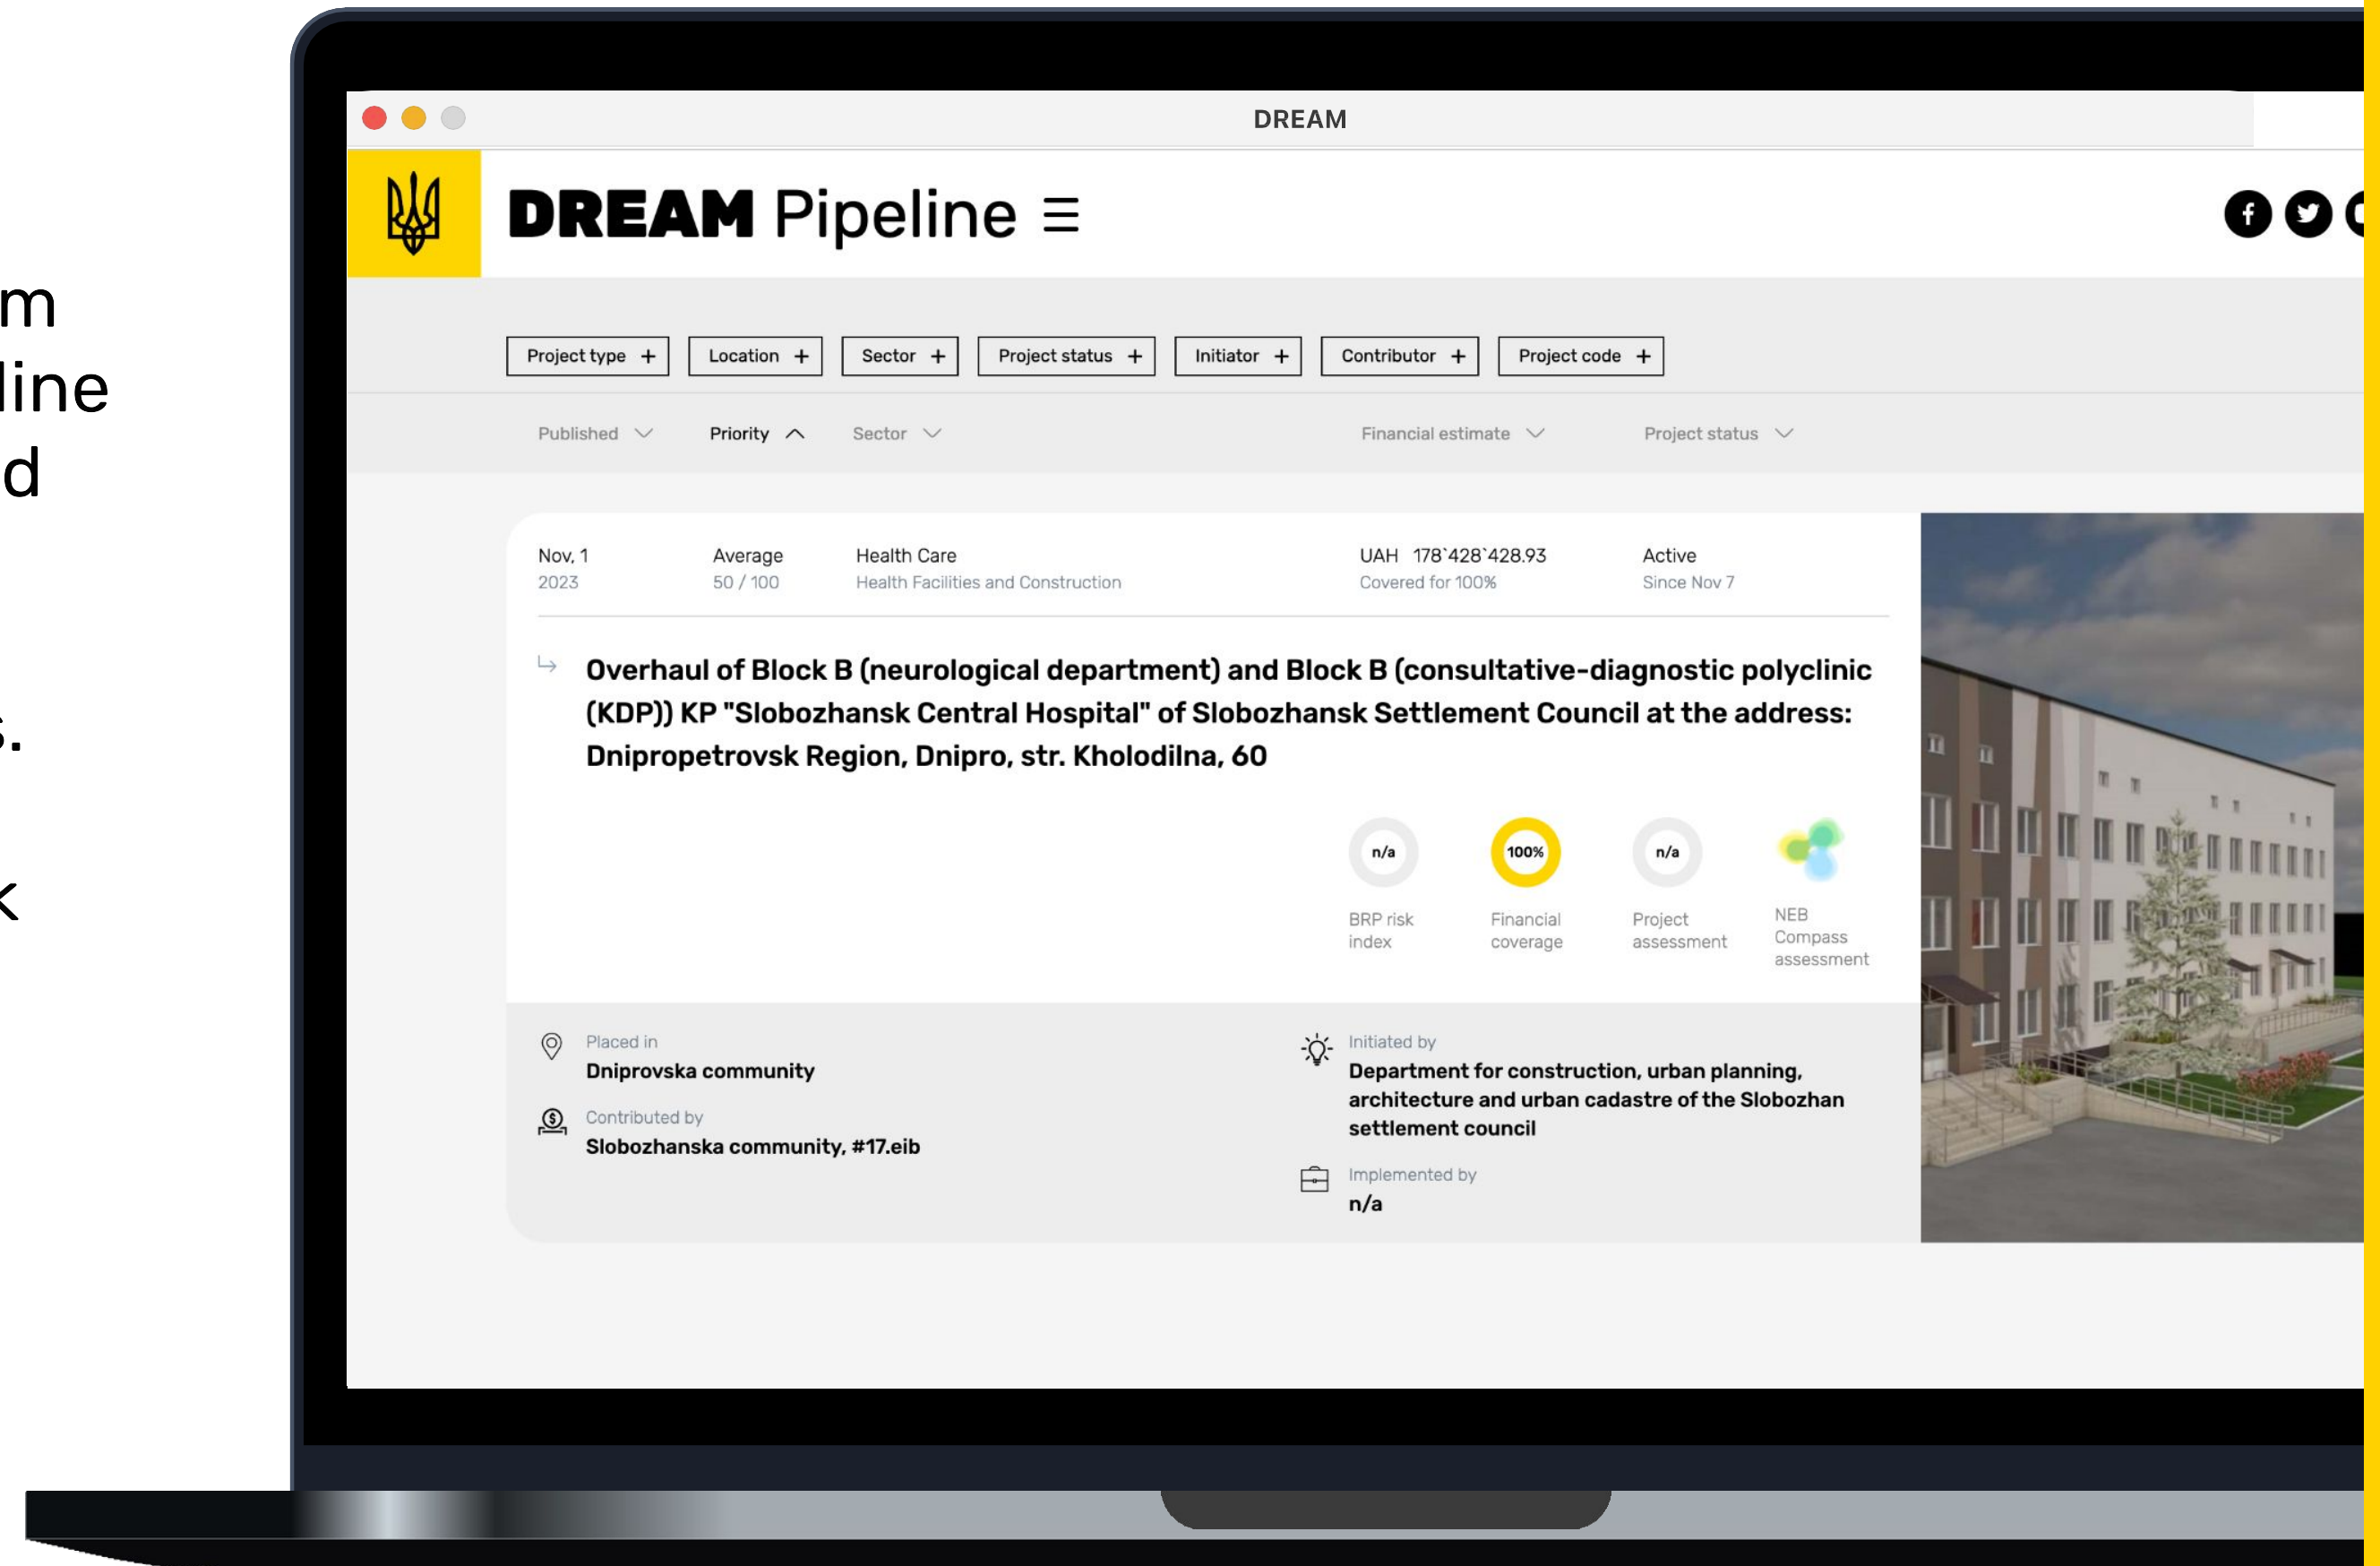 m
line
d
s.
k
DREAM
DREAM Pipeline
Project type +
Location +
Sector +
Project status +
Initiator +
Contributor +
Project code +
Published
Priority
Sector
Financial estimate
Project status
Nov, 1
2023
Average
50 / 100
Health Care
Health Facilities and Construction
UAH 178`428`428.93
Covered for 100%
Active
Since Nov 7
Overhaul of Block B (neurological department) and Block B (consultative-diagnostic polyclinic
(KDP)) KP "Slobozhansk Central Hospital" of Slobozhansk Settlement Council at the address:
Dnipropetrovsk Region, Dnipro, str. Kholodilna, 60
n/a
BRP risk
index
100%
Financial
coverage
n/a
Project
assessment
NEB
Compass
assessment
Placed in
Dniprovska community
Contributed by
Slobozhanska community, #17.eib
Initiated by
Department for construction, urban planning,
architecture and urban cadastre of the Slobozhan
settlement council
Implemented by
n/a